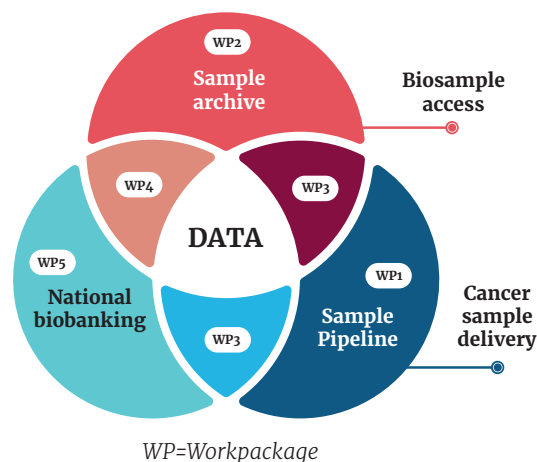 WP2
Sample
archive
Biosample
access
WP4
WP3
DATA
WP5
National
biobanking
WP1
Sample
Pipeline
Cancer
sample
delivery
WP3
WP=Workpackage